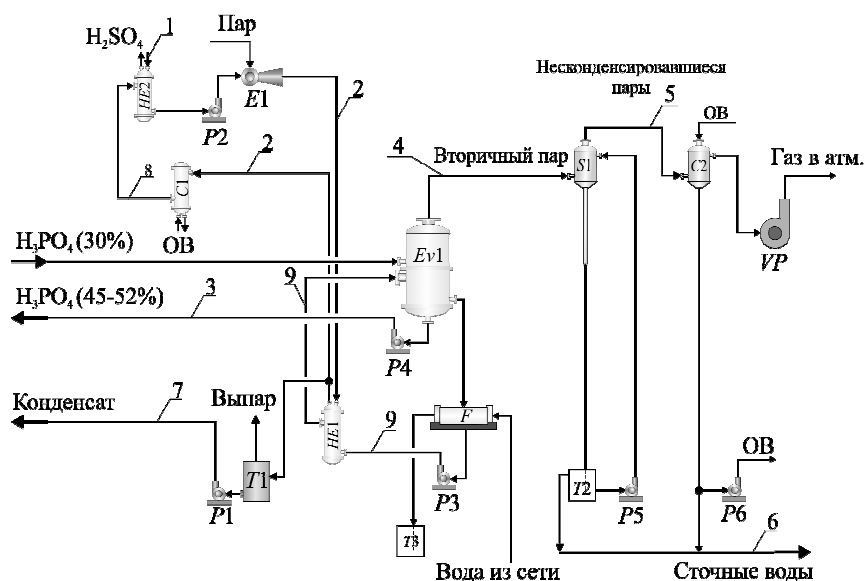 H₂SO₄
1
Пар
HE2
P2
E1
2
2
8
C1
ОВ
4
Вторичный пар
Несконденсировавшиеся
пары
5
ОВ
S1
C2
Газ в атм.
VP
H₃PO₄ (30%)
Ev1
9
H₃PO₄ (45-52%)
3
P4
Конденсат
7
Выпар
HE1
9
F
T1
P1
P3
T2
P5
P6
ОВ
6
T3
Вода из сети
Сточные воды